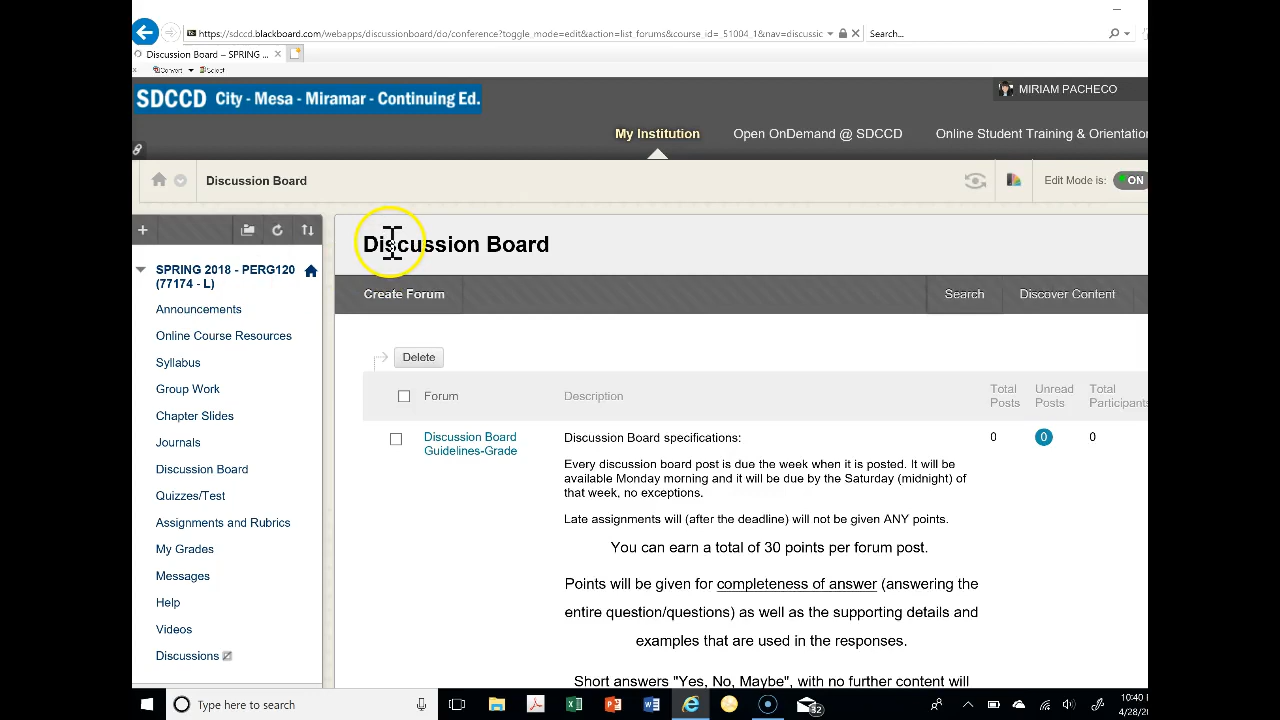 https://sdccd.blackboard.com/webapps/discussionboard/do/conference?toggle_mode=edit&action=list_forums&course_id=_51004_1&nav=discussic
Search...
Discussion Board – SPRING ...
Convert
Select
SDCCD City - Mesa - Miramar - Continuing Ed.
MIRIAM PACHECO
My Institution
Open OnDemand @ SDCCD
Online Student Training & Orientation
Discussion Board
Edit Mode is: ON
Discussion Board
SPRING 2018 - PERG120
(77174 - L)
Announcements
Online Course Resources
Syllabus
Group Work
Chapter Slides
Journals
Discussion Board
Quizzes/Test
Assignments and Rubrics
My Grades
Messages
Help
Videos
Discussions
Create Forum
Search
Discover Content
Delete
Forum
Description
Total
Posts
Unread
Posts
Total
Participants
Discussion Board
Guidelines-Grade
Discussion Board specifications:
0
0
0
Every discussion board post is due the week when it is posted. It will be
available Monday morning and it will be due by the Saturday (midnight) of
that week, no exceptions.
Late assignments will (after the deadline) will not be given ANY points.
You can earn a total of 30 points per forum post.
Points will be given for completeness of answer (answering the
entire question/questions) as well as the supporting details and
examples that are used in the responses.
Short answers "Yes, No, Maybe", with no further content will
Type here to search
32
10:40
4/28/20